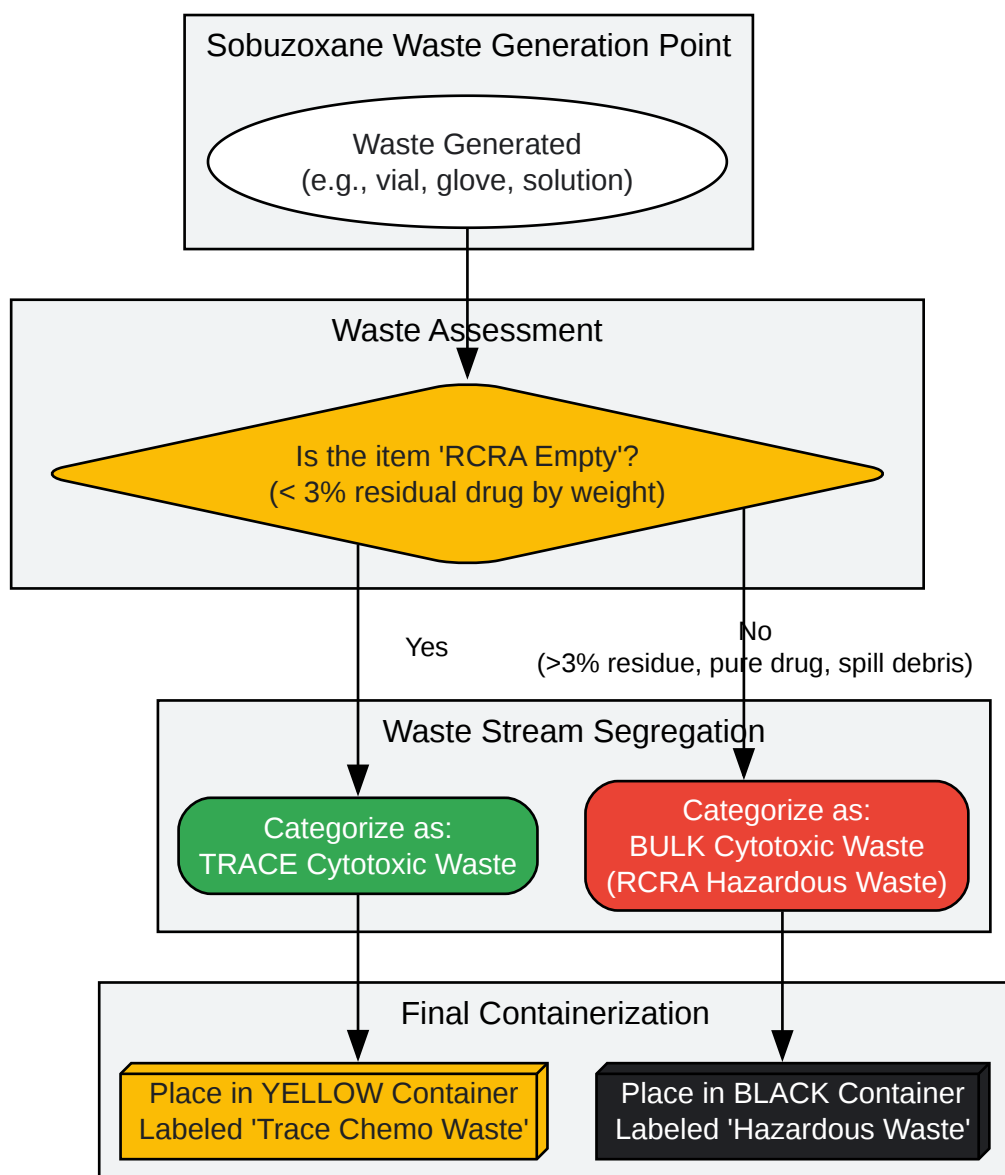 Sobuzoxane Waste Generation Point
Waste Generated
(e.g., vial, glove, solution)
Waste Assessment
Is the item 'RCRA Empty'?
(< 3% residual drug by weight)
Yes
No
(>3% residue, pure drug, spill debris)
Waste Stream Segregation
Categorize as:
TRACE Cytotoxic Waste
Categorize as:
BULK Cytotoxic Waste
(RCRA Hazardous Waste)
Final Containerization
Place in YELLOW Container
Labeled 'Trace Chemo Waste'
Place in BLACK Container
Labeled 'Hazardous Waste'